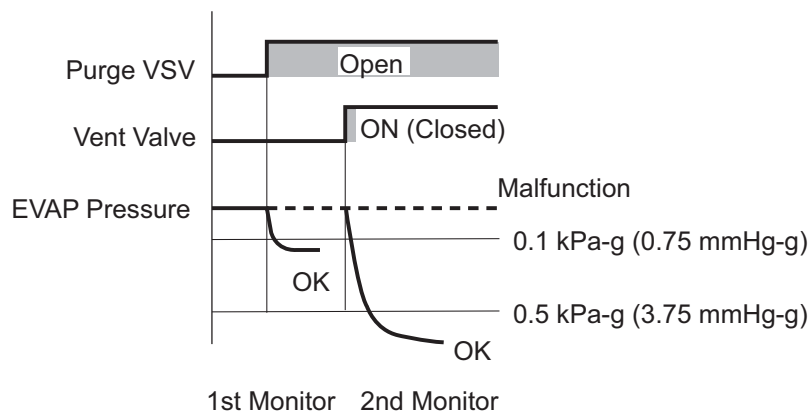 Purge VSV
Open
Vent Valve
ON (Closed)
EVAP Pressure
Malfunction
0.1 kPa-g (0.75 mmHg-g)
OK
0.5 kPa-g (3.75 mmHg-g)
OK
1st Monitor 2nd Monitor